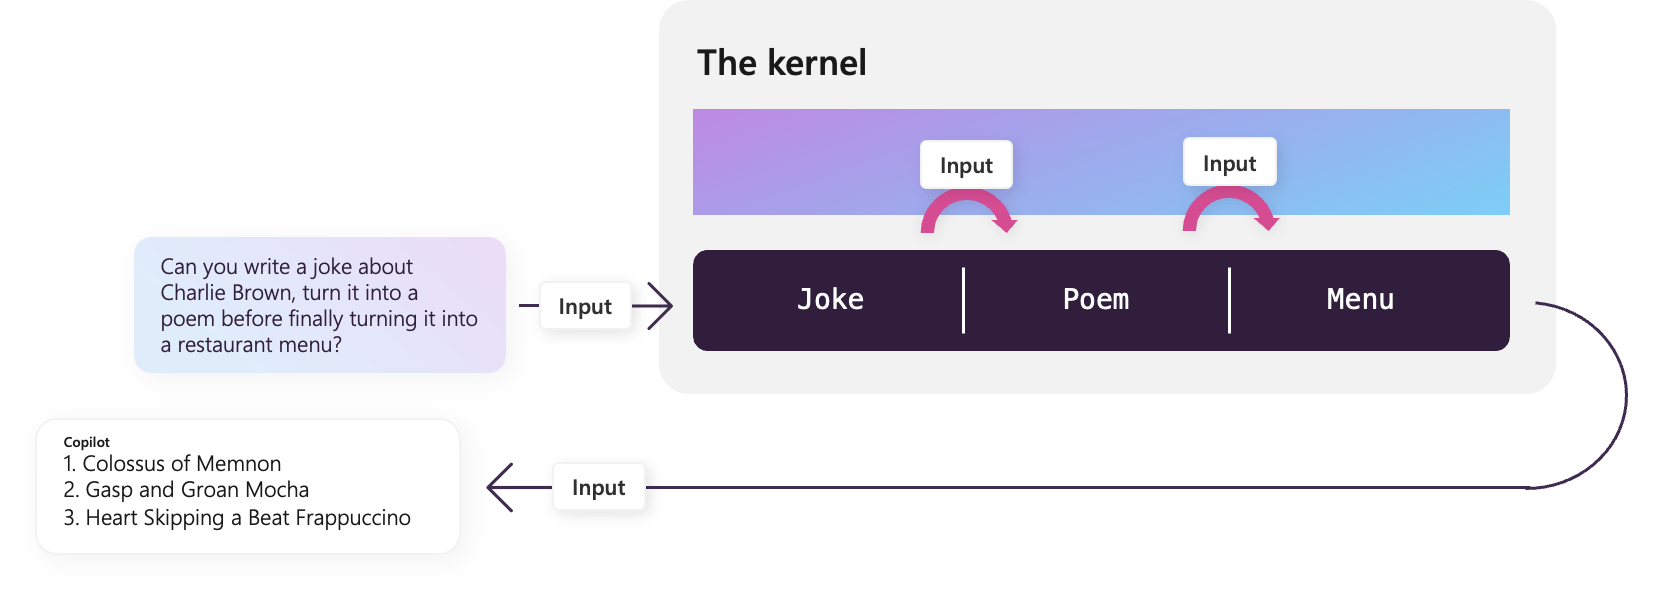 The kernel
Input
Input
Can you write a joke about
Charlie Brown, turn it into a
poem before finally turning it into
a restaurant menu?
Input
Joke
Poem
Menu
Copilot
1. Colossus of Memnon
2. Gasp and Groan Mocha
3. Heart Skipping a Beat Frappuccino
Input